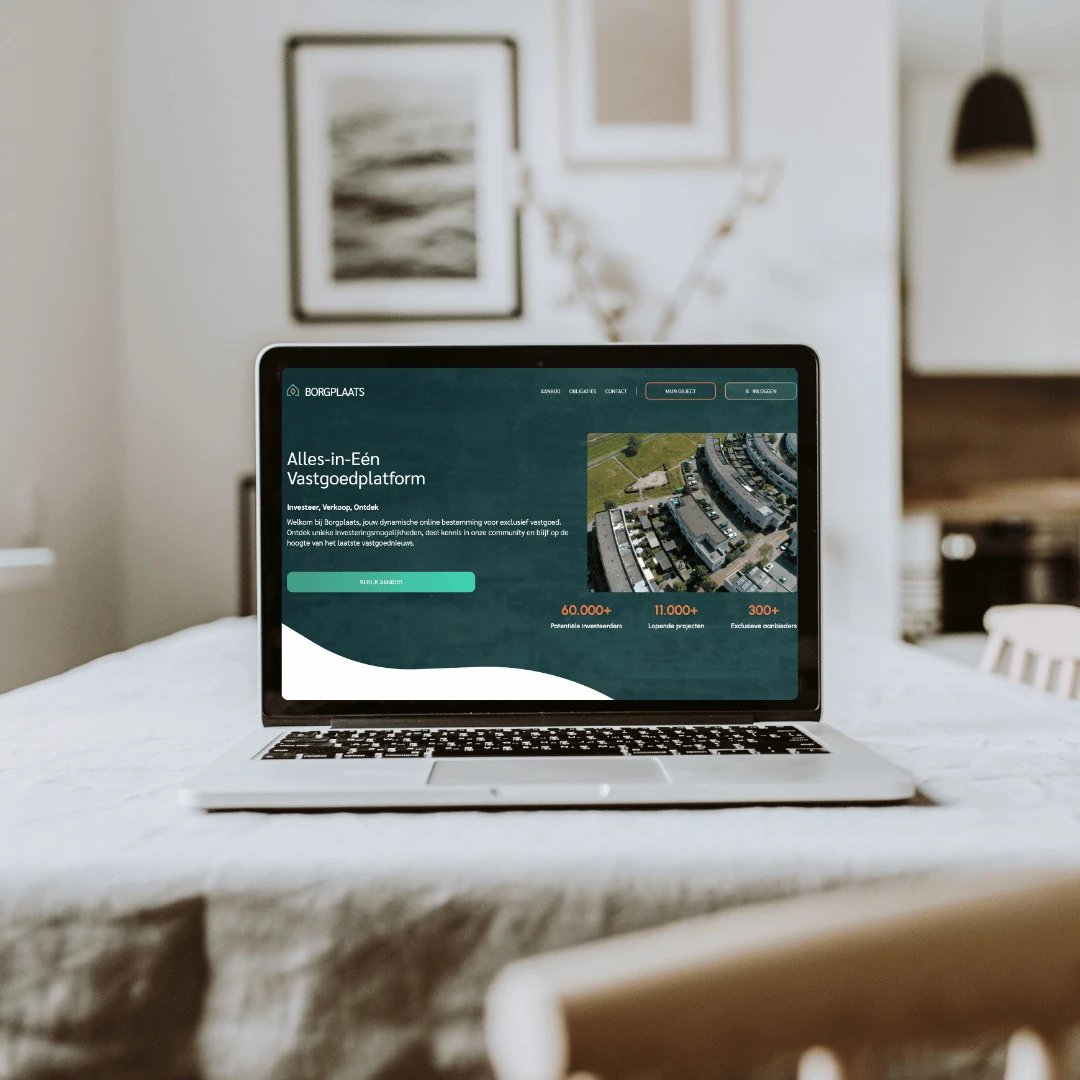 BORGPLAATS
AANBOD OBLIGATIES CONTACT MIJN OBJECT INLOGGEN
Alles-in-Eén
Vastgoedplatform
Investeer, Verkoop, Ontdek
Welkom bij Borgplaats, jouw dynamische online bestemming voor exclusief vastgoed.
Ontdek unieke investeringsmogelijkheden, deel kennis in onze community en blijf op de
hoogte van het laatste vastgoednieuws.
BEKIJK AANBOD
60.000+ 11.000+ 300+
Potentiële investeerders Lopende projecten Exclusieve aanbieders